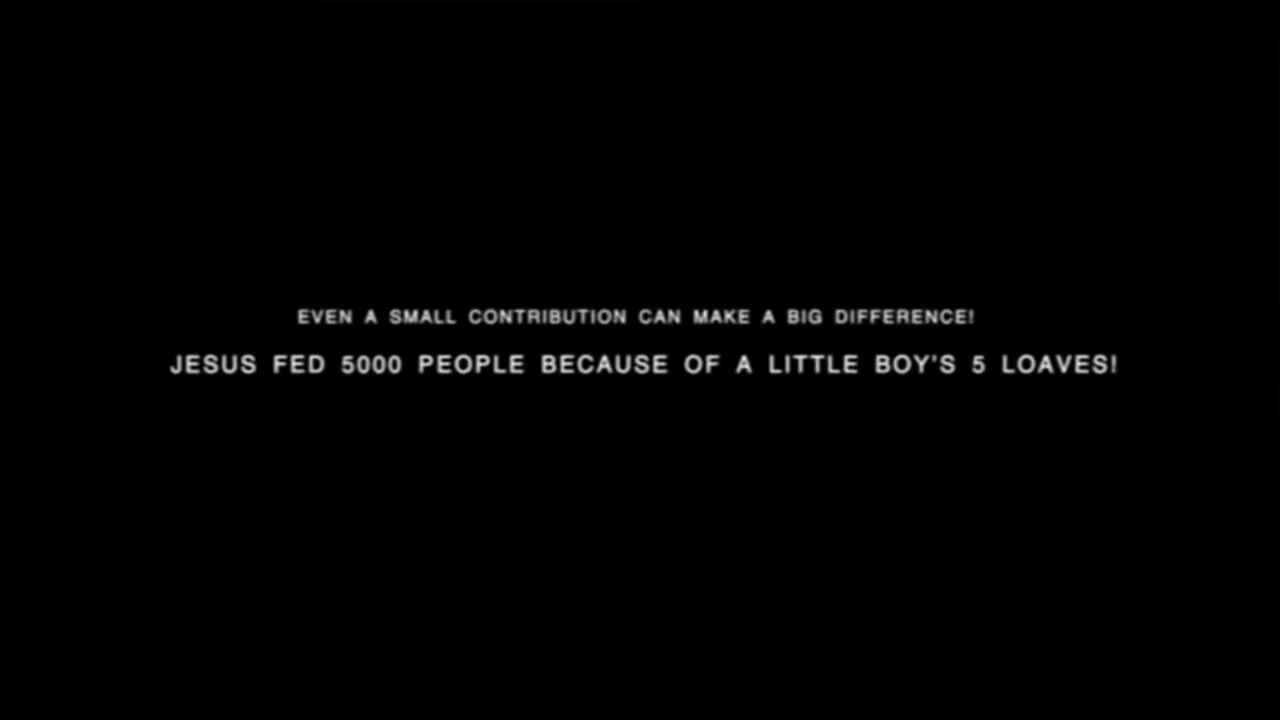 EVEN A SMALL CONTRIBUTION CAN MAKE A BIG DIFFERENCE!
JESUS FED 5000 PEOPLE BECAUSE OF A LITTLE BOY'S 5 LOAVES!